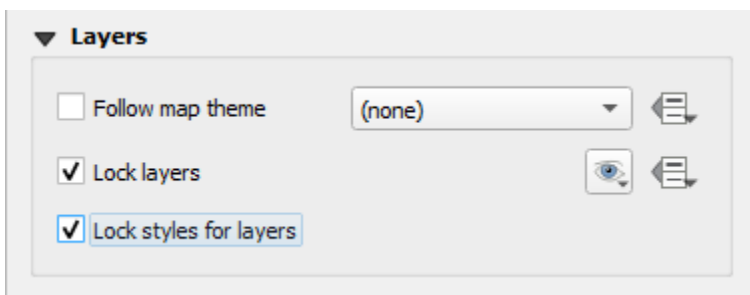 Layers
Follow map theme (none)
Lock layers
Lock styles for layers